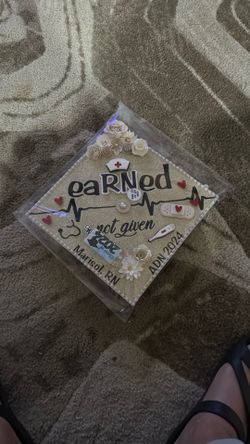 eaRNed
not given
Marisol, RN
ADN 2024